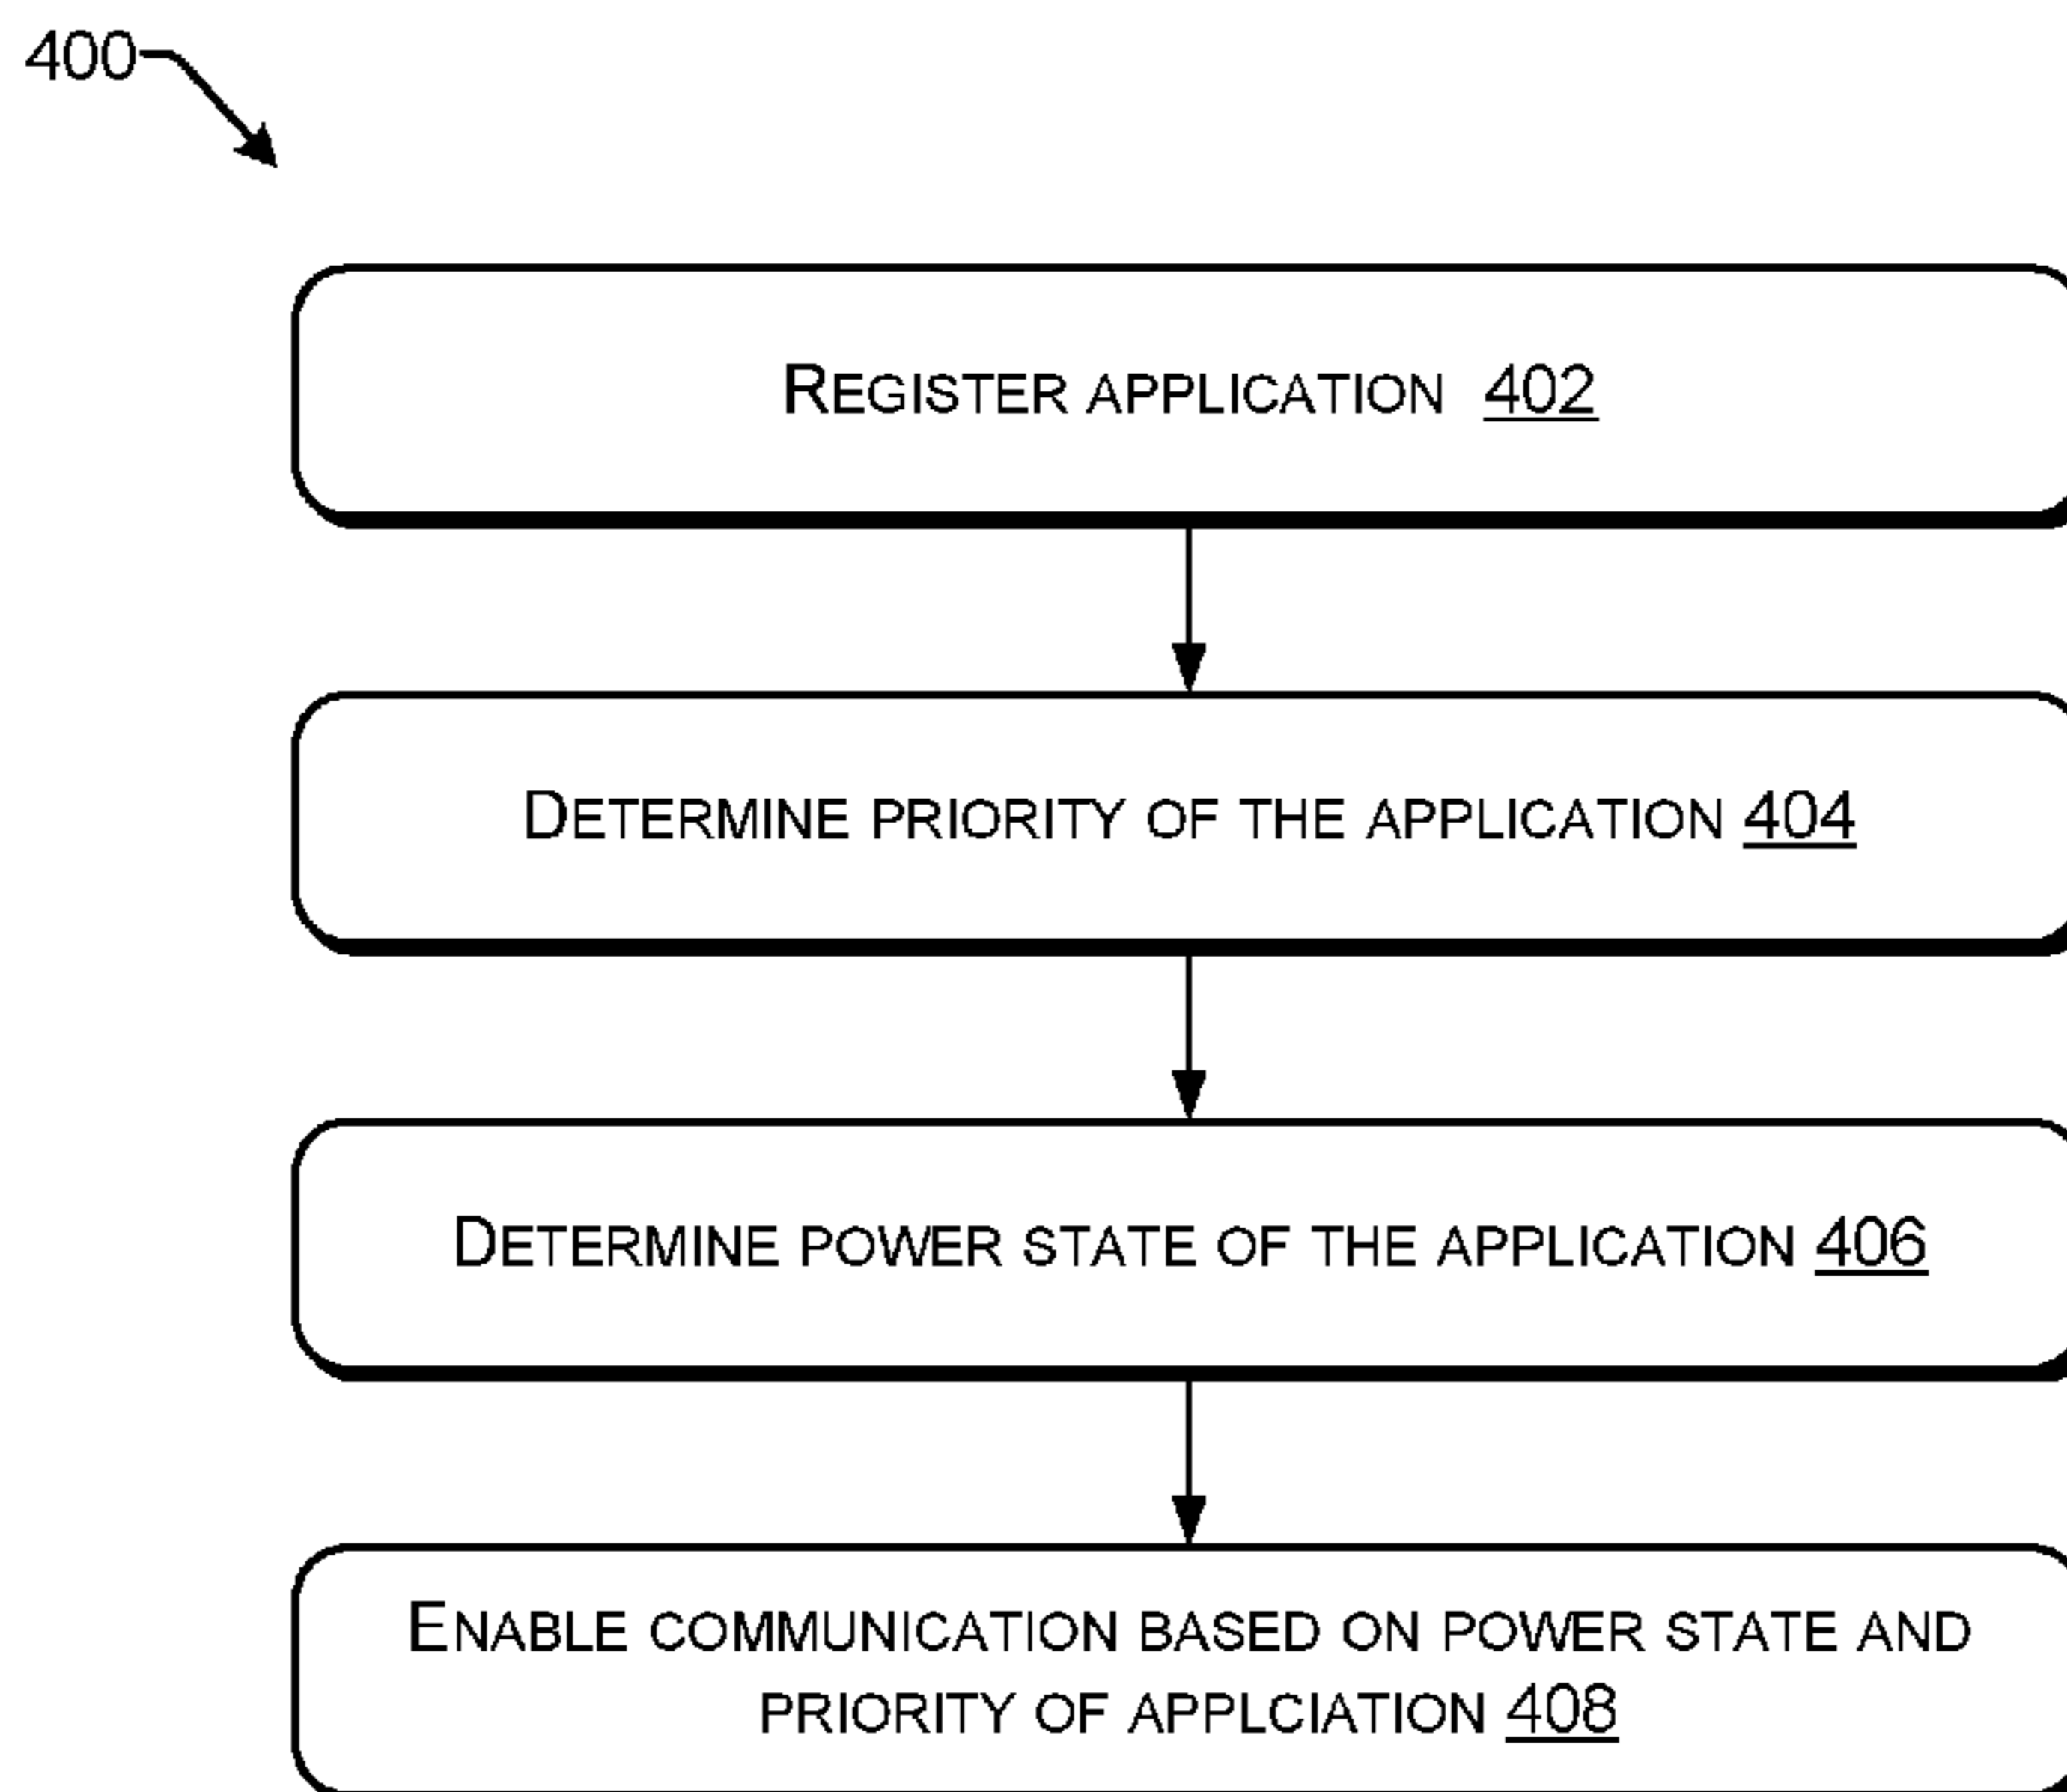 400
REGISTER APPLICATION 402
DETERMINE PRIORITY OF THE APPLICATION 404
DETERMINE POWER STATE OF THE APPLICATION 406
ENABLE COMMUNICATION BASED ON POWER STATE AND
PRIORITY OF APPLCIATION 408